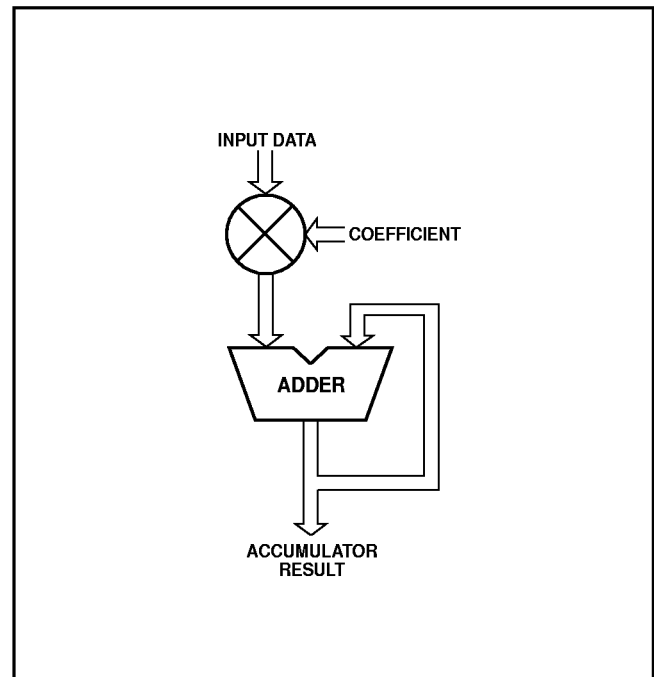 INPUT DATA
COEFFICIENT
ADDER
ACCUMULATOR
RESULT